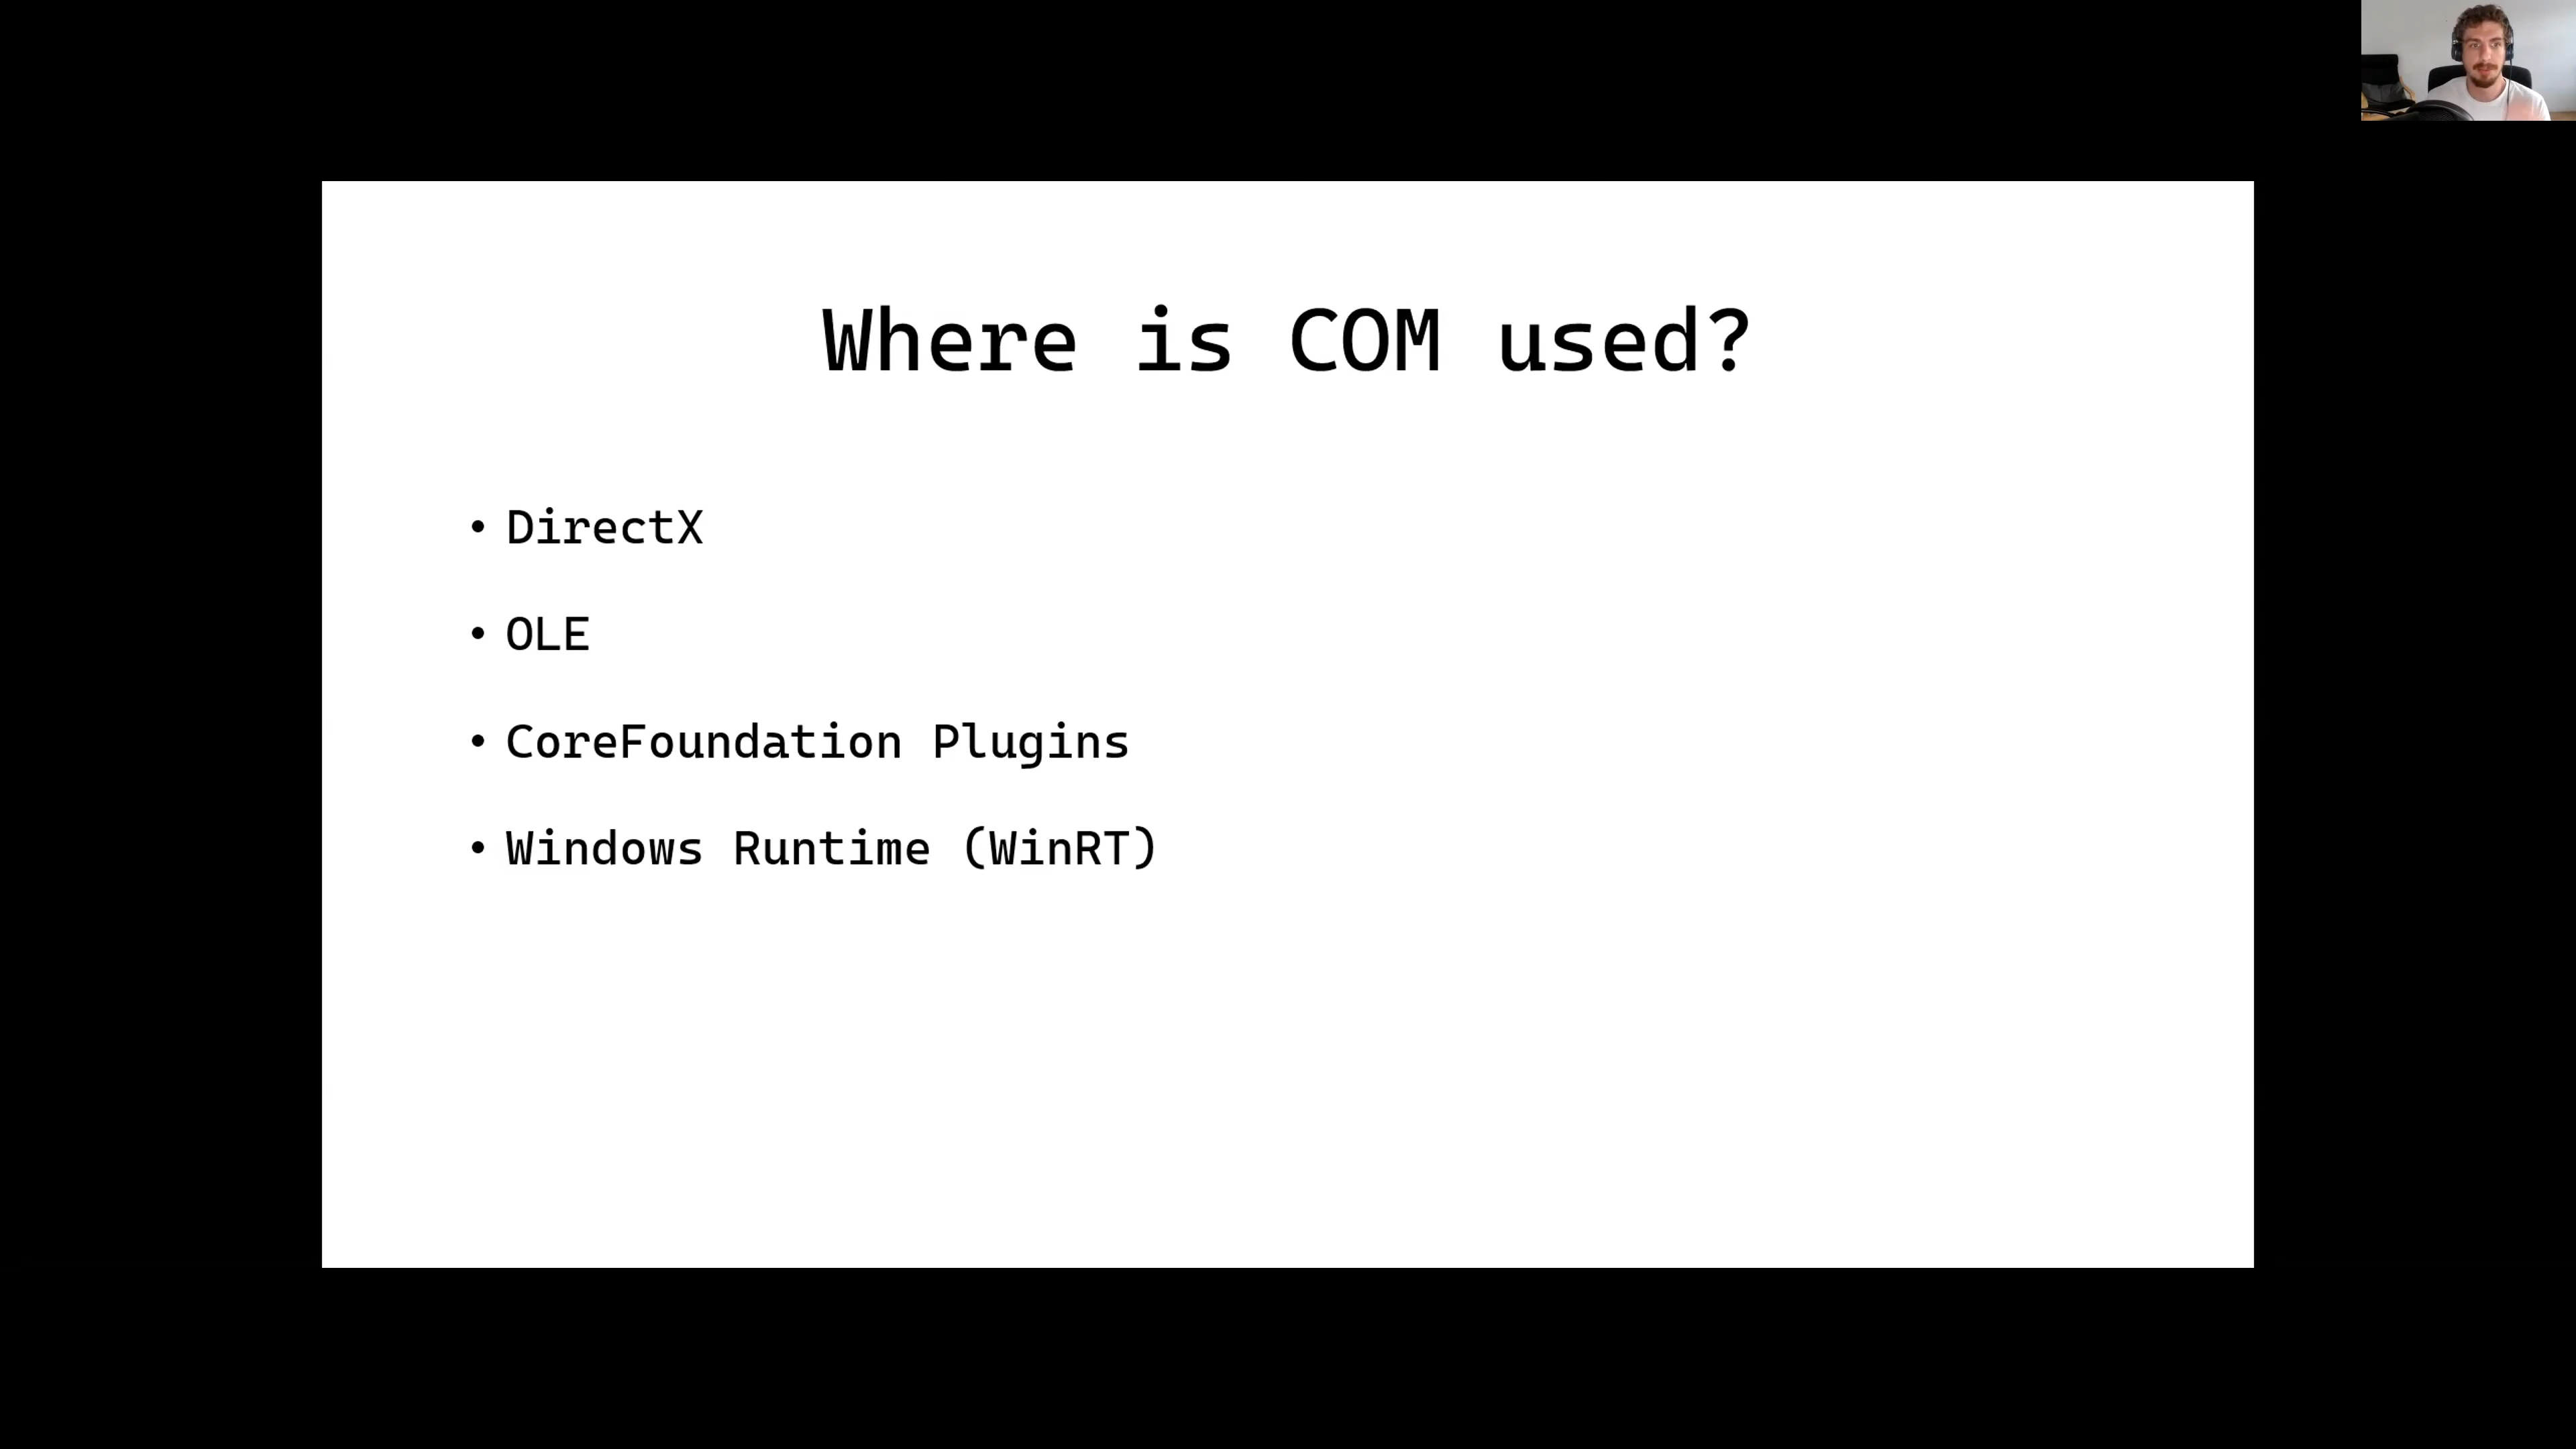 Where is COM used?
• DirectX
• OLE
• CoreFoundation Plugins
• Windows Runtime (WinRT)